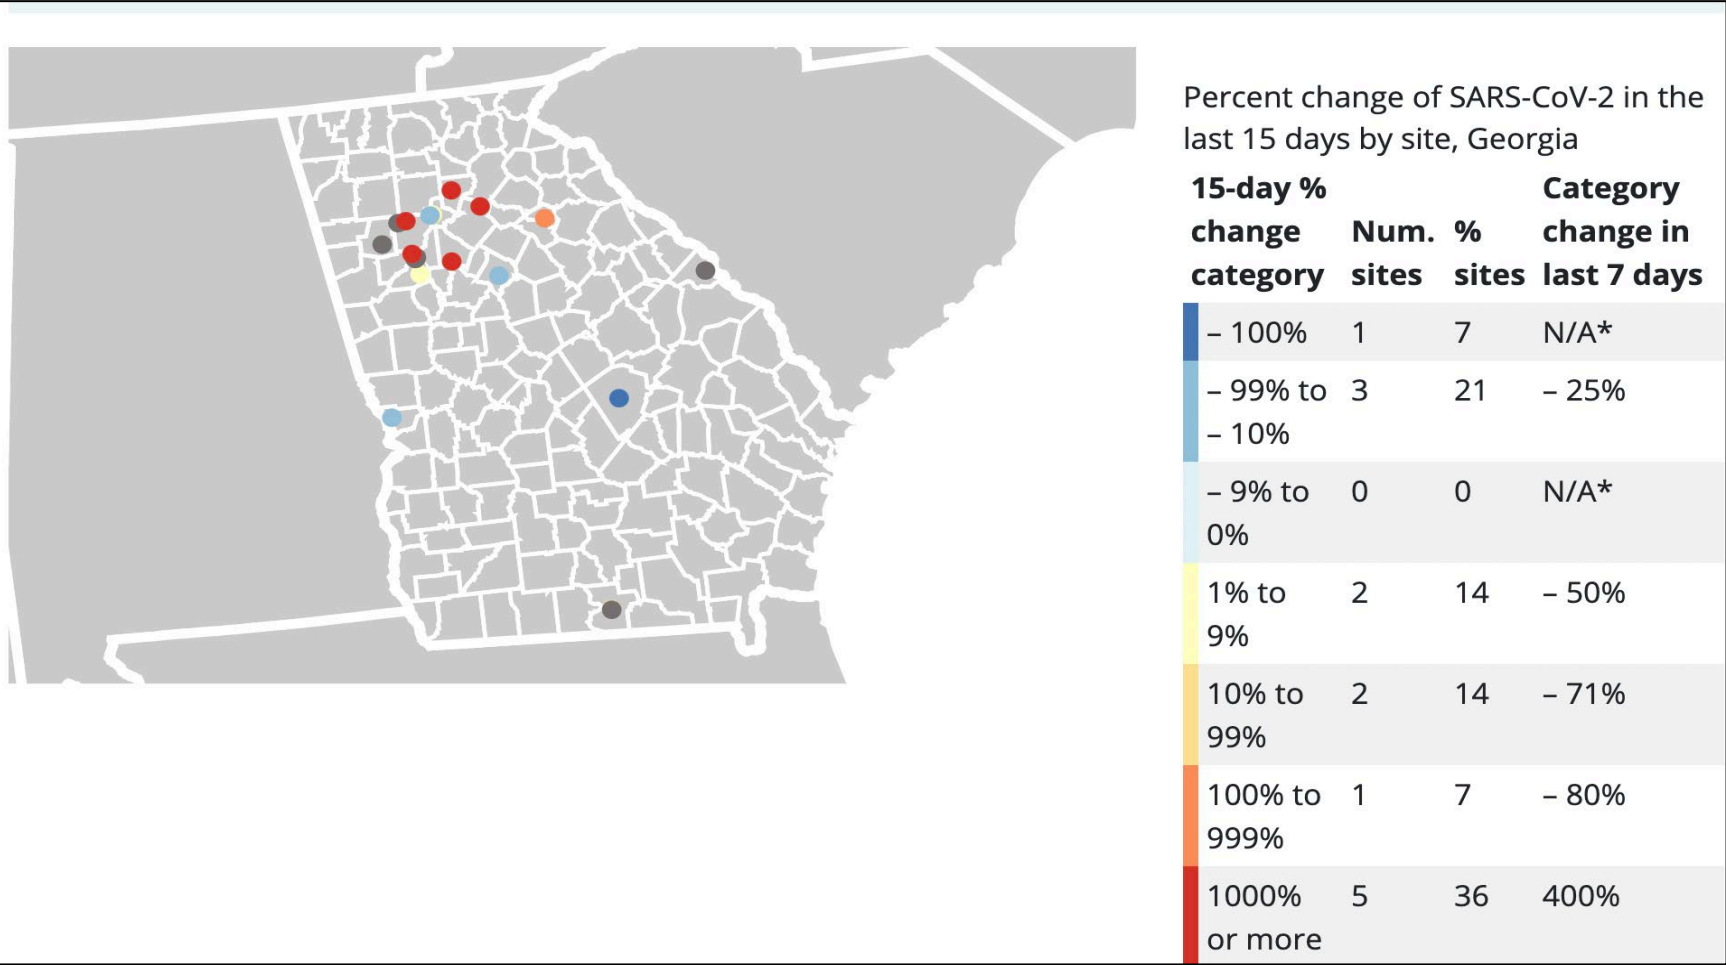 Percent change of SARS-CoV-2 in the
last 15 days by site, Georgia
15-day %
change
category
Num.
sites
%
sites
Category
change in
last 7 days
– 100% 1 7 N/A*
– 99% to 3 21 – 25%
– 10%
– 9% to 0 0 N/A*
0%
1% to 2 14 – 50%
9%
10% to 2 14 – 71%
99%
100% to 1 7 – 80%
999%
1000% 5 36 400%
or more